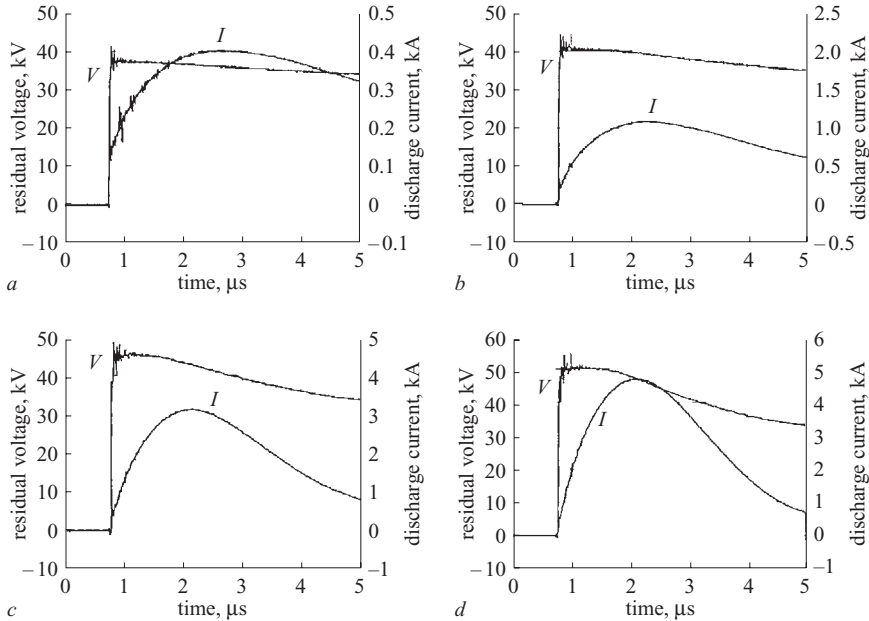 residual voltage, kV
50
40
30
20
10
0
–10
V
I
0.5
0.4
0.3
0.2
0.1
0
–0.1
discharge current, kA
0 1 2 3 4 5
time, μs
a
residual voltage, kV
50
40
30
20
10
0
–10
V
I
2.5
2.0
1.5
1.0
0.5
0
–0.5
discharge current, kA
0 1 2 3 4 5
time, μs
b
residual voltage, kV
50
40
30
20
10
0
–10
V
I
5
4
4
3
2
1
0
–1
discharge current, kA
0 1 2 3 4 5
time, μs
c
residual voltage, kV
60
50
40
30
20
10
0
–10
V
I
6
5
4
3
2
1
0
–1
discharge current, kA
0 1 2 3 4 5
time, μs
d